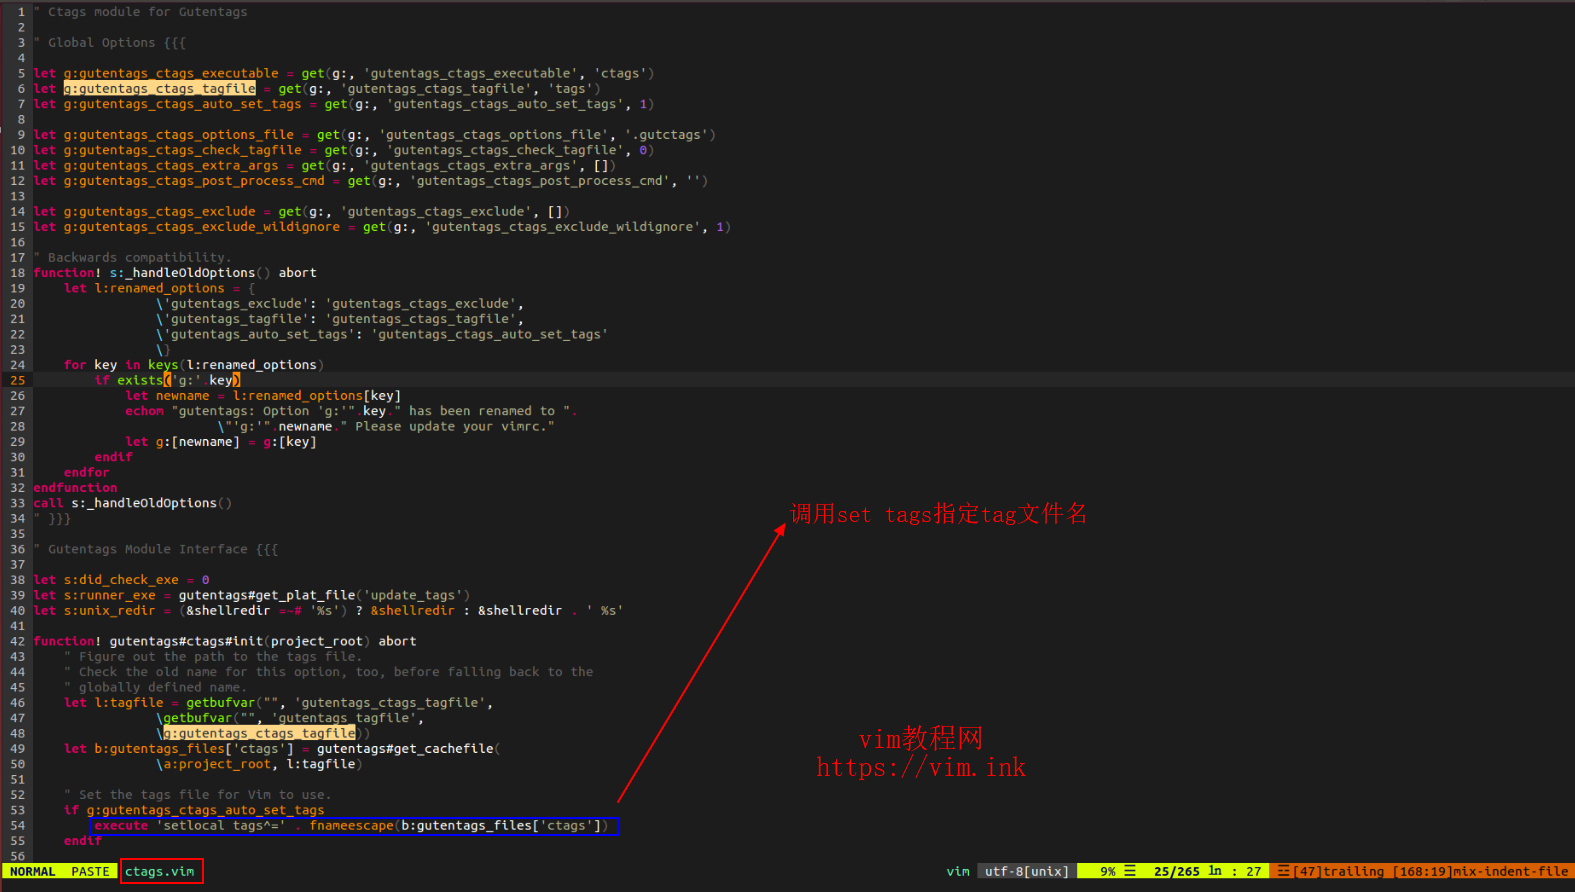 1 " Ctags module for Gutentags
2
3 " Global Options {{{
4
5 let g:gutentags_ctags_executable = get(g:, 'gutentags_ctags_executable', 'ctags')
6 let g:gutentags_ctags_tagfile = get(g:, 'gutentags_ctags_tagfile', 'tags')
7 let g:gutentags_ctags_auto_set_tags = get(g:, 'gutentags_ctags_auto_set_tags', 1)
8
9 let g:gutentags_ctags_options_file = get(g:, 'gutentags_ctags_options_file', '.gutctags')
10 let g:gutentags_ctags_check_tagfile = get(g:, 'gutentags_ctags_check_tagfile', 0)
11 let g:gutentags_ctags_extra_args = get(g:, 'gutentags_ctags_extra_args', [])
12 let g:gutentags_ctags_post_process_cmd = get(g:, 'gutentags_ctags_post_process_cmd', '')
13
14 let g:gutentags_ctags_exclude = get(g:, 'gutentags_ctags_exclude', [])
15 let g:gutentags_ctags_exclude_wildignore = get(g:, 'gutentags_ctags_exclude_wildignore', 1)
16
17 " Backwards compatibility.
18 function! s:_handleOldOptions() abort
19     let l:renamed_options = {
20                 \'gutentags_exclude': 'gutentags_ctags_exclude',
21                 \'gutentags_tagfile': 'gutentags_ctags_tagfile',
22                 \'gutentags_auto_set_tags': 'gutentags_ctags_auto_set_tags'
23                 \}
24     for key in keys(l:renamed_options)
25         if exists('g:'.key)
26             let newname = l:renamed_options[key]
27             echom "gutentags: Option 'g:'".key." has been renamed to ".
28                         \"'g:'".newname." Please update your vimrc."
29             let g:[newname] = g:[key]
30         endif
31     endfor
32 endfunction
33 call s:_handleOldOptions()
34 " }}}
35
36 " Gutentags Module Interface {{{
37
38 let s:did_check_exe = 0
39 let s:runner_exe = gutentags#get_plat_file('update_tags')
40 let s:unix_redir = (&shellredir =~# '%s') ? &shellredir : &shellredir . ' %s'
41
42 function! gutentags#ctags#init(project_root) abort
43     " Figure out the path to the tags file.
44     " Check the old name for this option, too, before falling back to the
45     " globally defined name.
46     let l:tagfile = getbufvar("", 'gutentags_ctags_tagfile',
47                 \getbufvar("", 'gutentags_tagfile',
48                 \g:gutentags_ctags_tagfile))
49     let b:gutentags_files['ctags'] = gutentags#get_cachefile(
50                 \a:project_root, l:tagfile)
51
52     " Set the tags file for Vim to use.
53     if g:gutentags_ctags_auto_set_tags
54         execute 'setlocal tags^=' . fnameescape(b:gutentags_files['ctags'])
55     endif
56
调用set tags指定tag文件名
vim教程网
https://vim.ink
NORMAL PASTE ctags.vim vim utf-8[unix] 9% ☰ 25/265 ln : 27 ☲[47]trailing [168:19]mix-indent-file